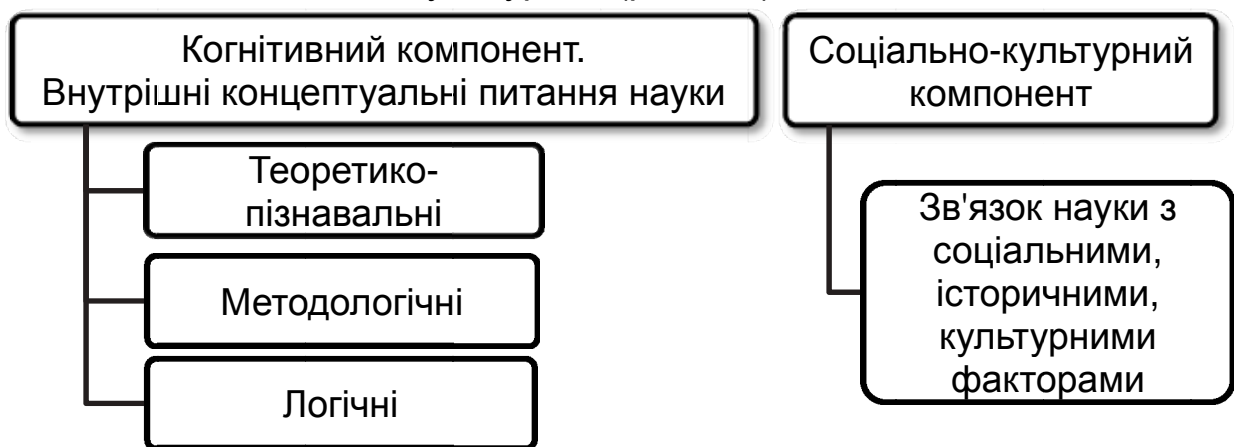 Когнітивний компонент.
Внутрішні концептуальні питання науки
Теоретико-
пізнавальні
Методологічні
Логічні
Соціально-культурний
компонент
Зв'язок науки з
соціальними,
історичними,
культурними
факторами